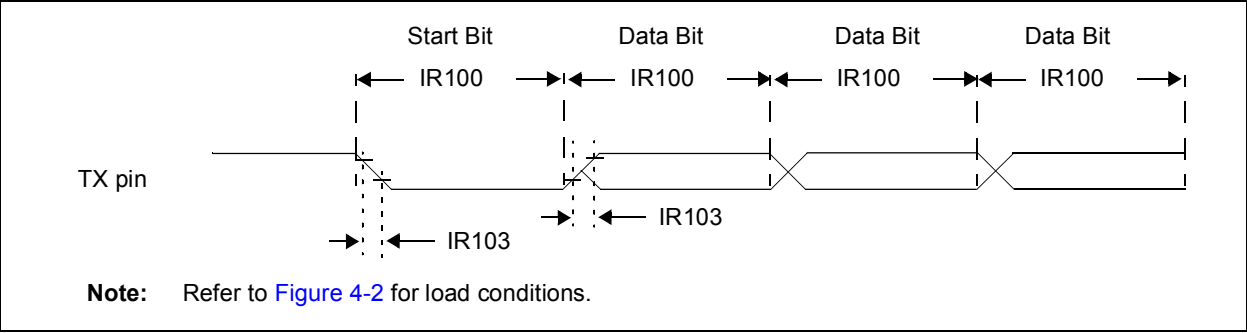 Start Bit Data Bit Data Bit Data Bit
IR100 IR100 IR100 IR100
TX pin
IR103
IR103
Note: Refer to Figure 4-2 for load conditions.